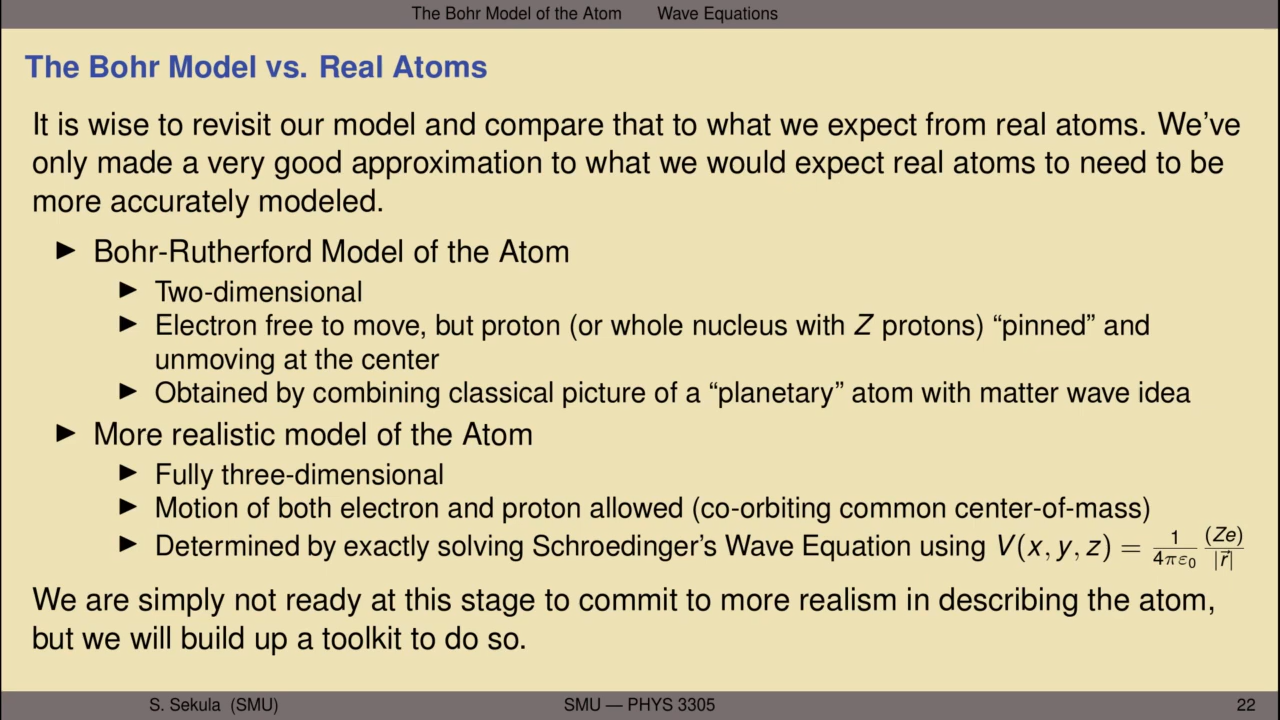 The Bohr Model of the Atom Wave Equations
The Bohr Model vs. Real Atoms
It is wise to revisit our model and compare that to what we expect from real atoms. We've
only made a very good approximation to what we would expect real atoms to need to be
more accurately modeled.
▶ Bohr-Rutherford Model of the Atom
▶ Two-dimensional
▶ Electron free to move, but proton (or whole nucleus with Z protons) “pinned” and
unmoving at the center
▶ Obtained by combining classical picture of a “planetary” atom with matter wave idea
▶ More realistic model of the Atom
▶ Fully three-dimensional
▶ Motion of both electron and proton allowed (co-orbiting common center-of-mass)
▶ Determined by exactly solving Schroedinger's Wave Equation using $V(x, y, z) = \frac{1}{4\pi\varepsilon_0} \frac{(Ze)}{|\vec{r}|}$
We are simply not ready at this stage to commit to more realism in describing the atom,
but we will build up a toolkit to do so.
S. Sekula (SMU) SMU — PHYS 3305 22